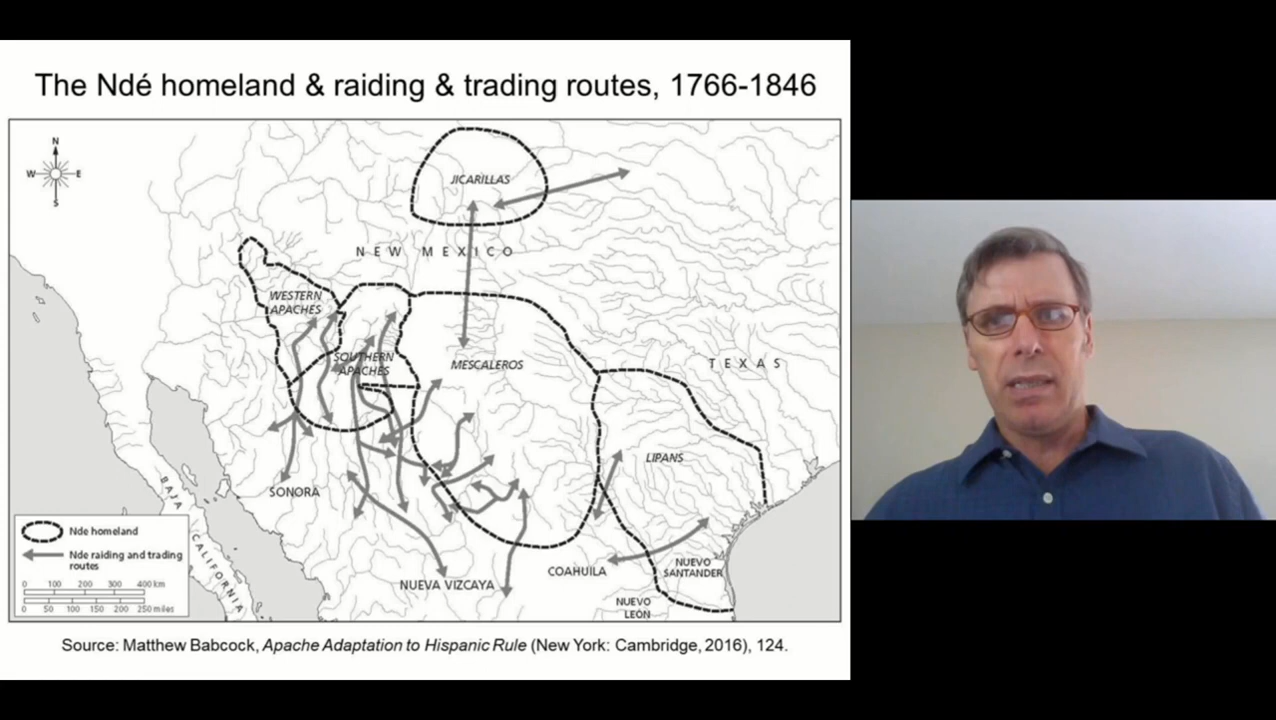 The Ndé homeland & raiding & trading routes, 1766-1846
N
W
E
S
JICARILLAS
NEW MEXICO
WESTERN
APACHES
SOUTHERN
APACHES
MESCALEROS
TEXAS
LIPANS
SONORA
BAJA
CALIFORNIA
NUEVA VIZCAYA
COAHUILA
NUEVO
SANTANDER
NUEVO
LEÓN
Nde homeland
Nde raiding and trading
routes
0 100 200 300 400 km
0 50 100 150 200 250 miles
Source: Matthew Babcock, Apache Adaptation to Hispanic Rule (New York: Cambridge, 2016), 124.